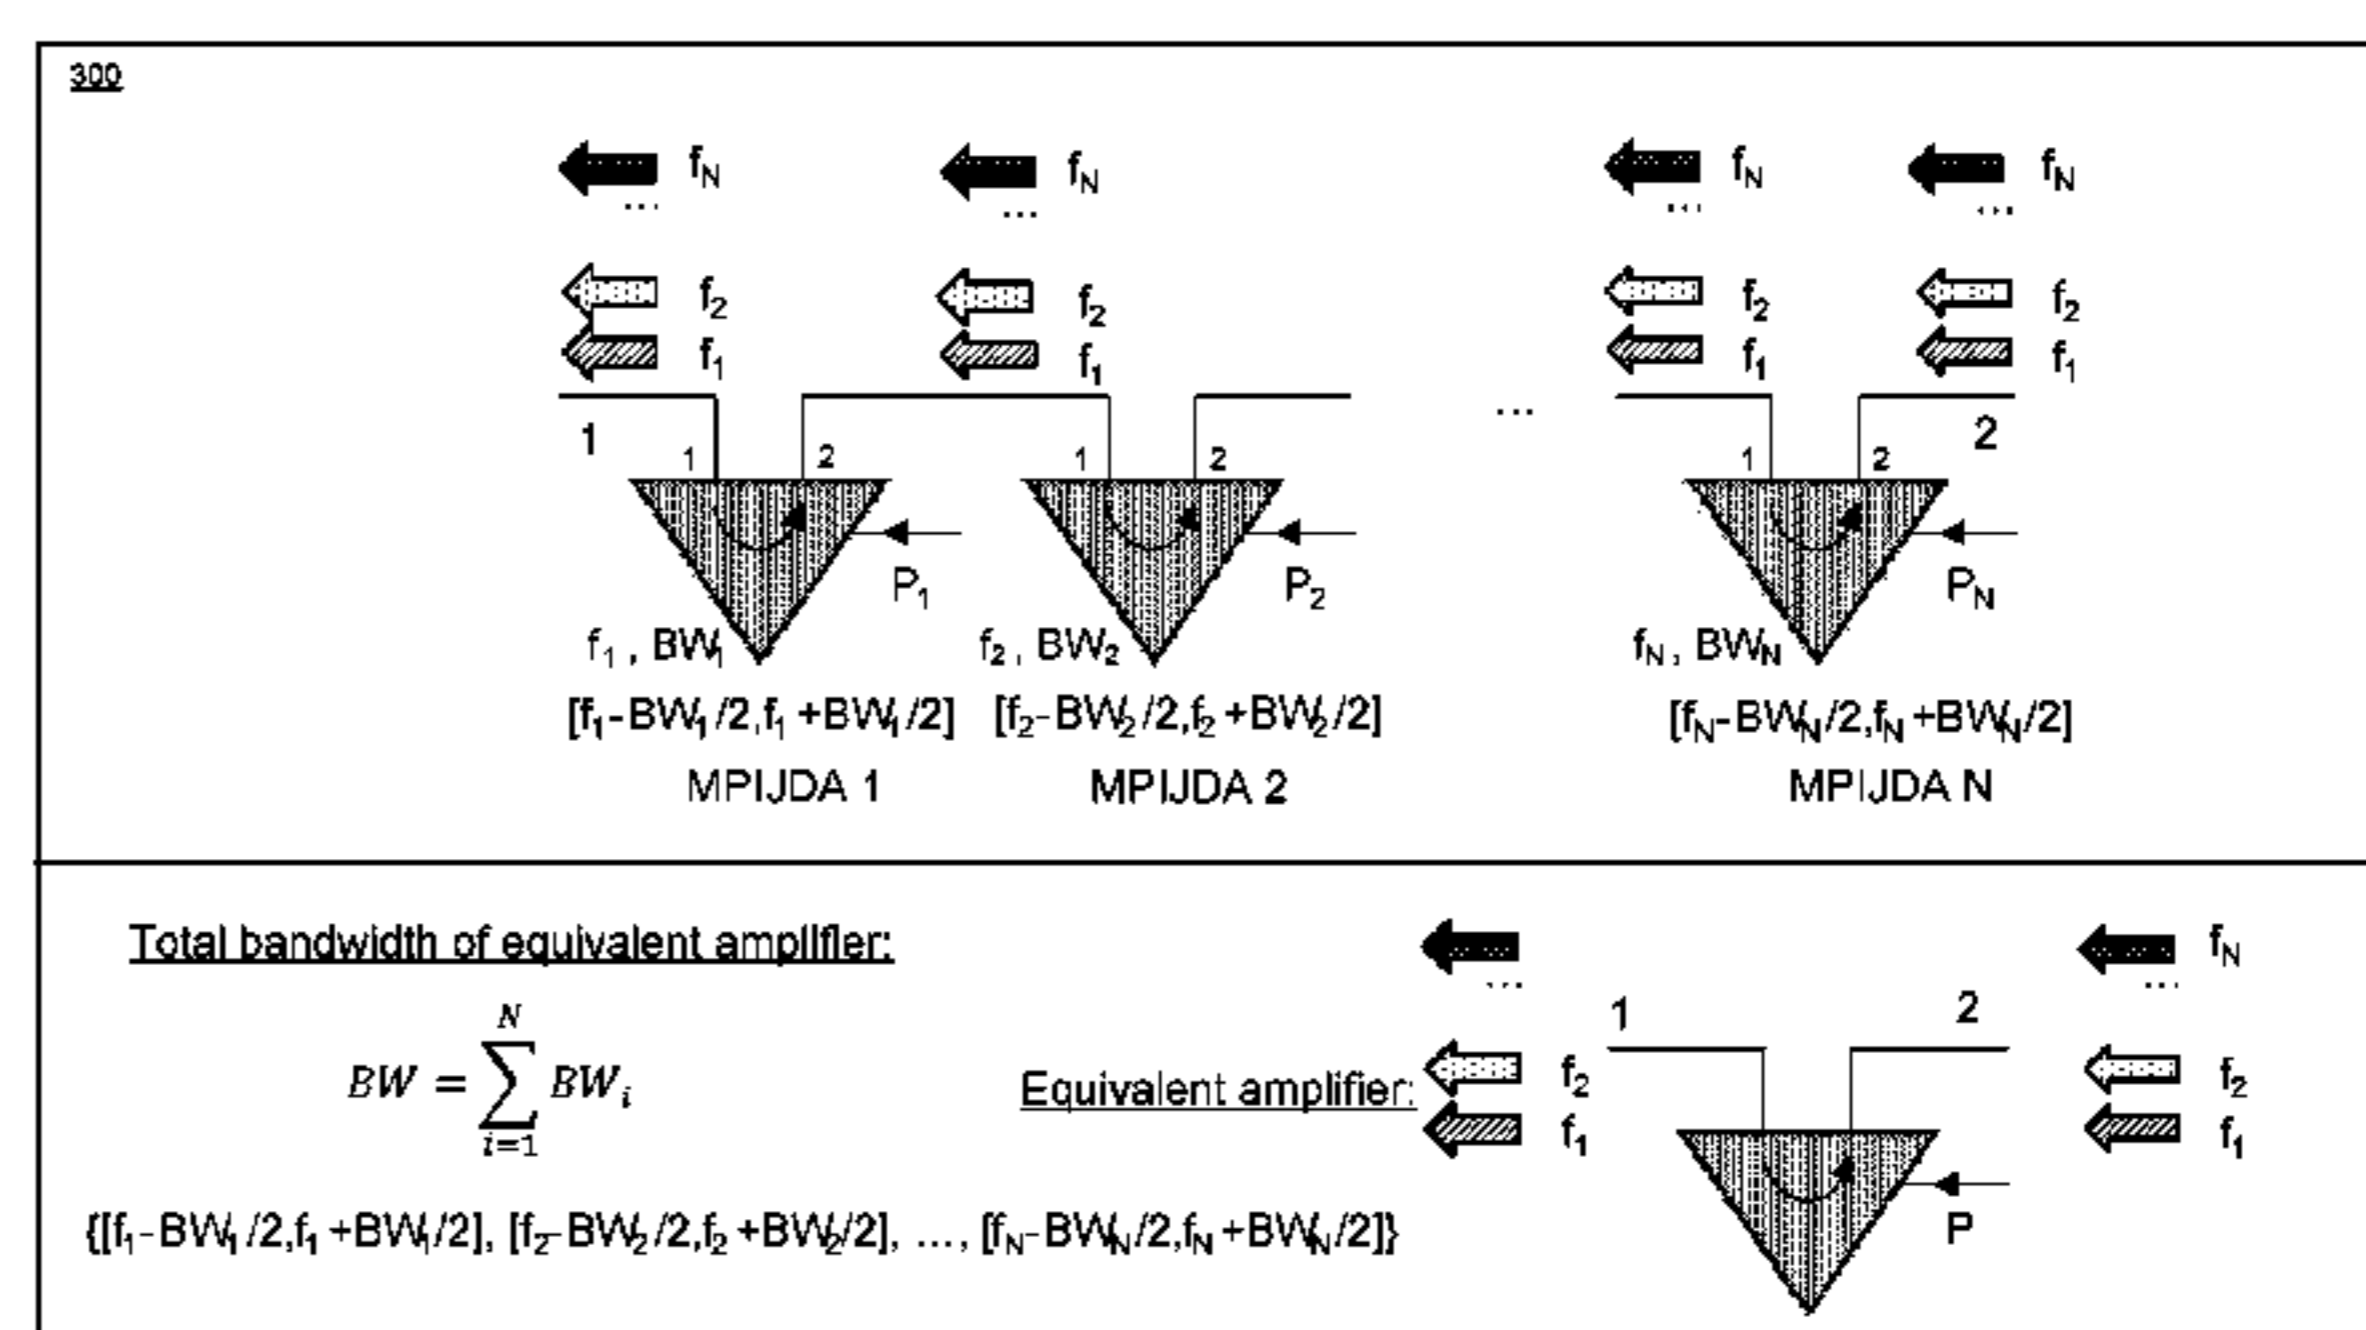 300
f_N f_N f_N f_N
... ... ... ...
f_2 f_2 f_2 f_2
f_1 f_1 f_1 f_1
1 ... 2
1 2 1 2 1 2
P_1 P_2 P_N
f_1, BW_1 f_2, BW_2 f_N, BW_N
[f_1-BW_1/2,f_1+BW_1/2] [f_2-BW_2/2,f_2+BW_2/2] [f_N-BW_N/2,f_N+BW_N/2]
MPIJDA 1 MPIJDA 2 MPIJDA N
Total bandwidth of equivalent amplifier:
BW = \sum_{i=1}^{N} BW_i
{[f_1-BW_1/2,f_1+BW_1/2], [f_2-BW_2/2,f_2+BW_2/2], ..., [f_N-BW_N/2,f_N+BW_N/2]}
Equivalent amplifier:
f_N
... ...
1 2
f_2 f_2
f_1 f_1
P